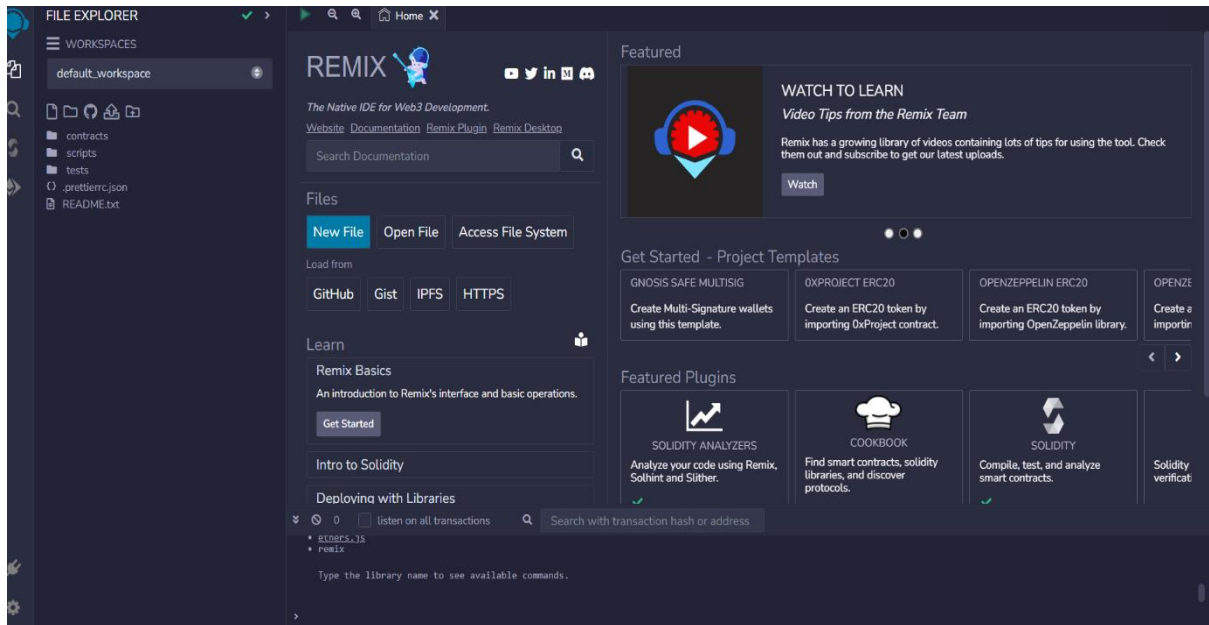 FILE EXPLORER
WORKSPACES
default_workspace
contracts
scripts
tests
.prettierrc.json
README.txt
Home
REMIX
The Native IDE for Web3 Development.
Website Documentation Remix Plugin Remix Desktop
Search Documentation
Files
New File Open File Access File System
Load from
GitHub Gist IPFS HTTPS
Learn
Remix Basics
An introduction to Remix's interface and basic operations.
Get Started
Intro to Solidity
Deploying with Libraries
Featured
WATCH TO LEARN
Video Tips from the Remix Team
Remix has a growing library of videos containing lots of tips for using the tool. Check
them out and subscribe to get our latest uploads.
Watch
Get Started - Project Templates
GNOSIS SAFE MULTISIG
Create Multi-Signature wallets
using this template.
0XPROJECT ERC20
Create an ERC20 token by
importing 0xProject contract.
OPENZEPPELIN ERC20
Create an ERC20 token by
importing OpenZeppelin library.
OPENZE
Create a
importin
Featured Plugins
SOLIDITY ANALYZERS
Analyze your code using Remix,
Solhint and Slither.
COOKBOOK
Find smart contracts, solidity
libraries, and discover
protocols.
SOLIDITY
Compile, test, and analyze
smart contracts.
Solidity
verificati
0 listen on all transactions Search with transaction hash or address
ethers.js
remix
Type the library name to see available commands.
>